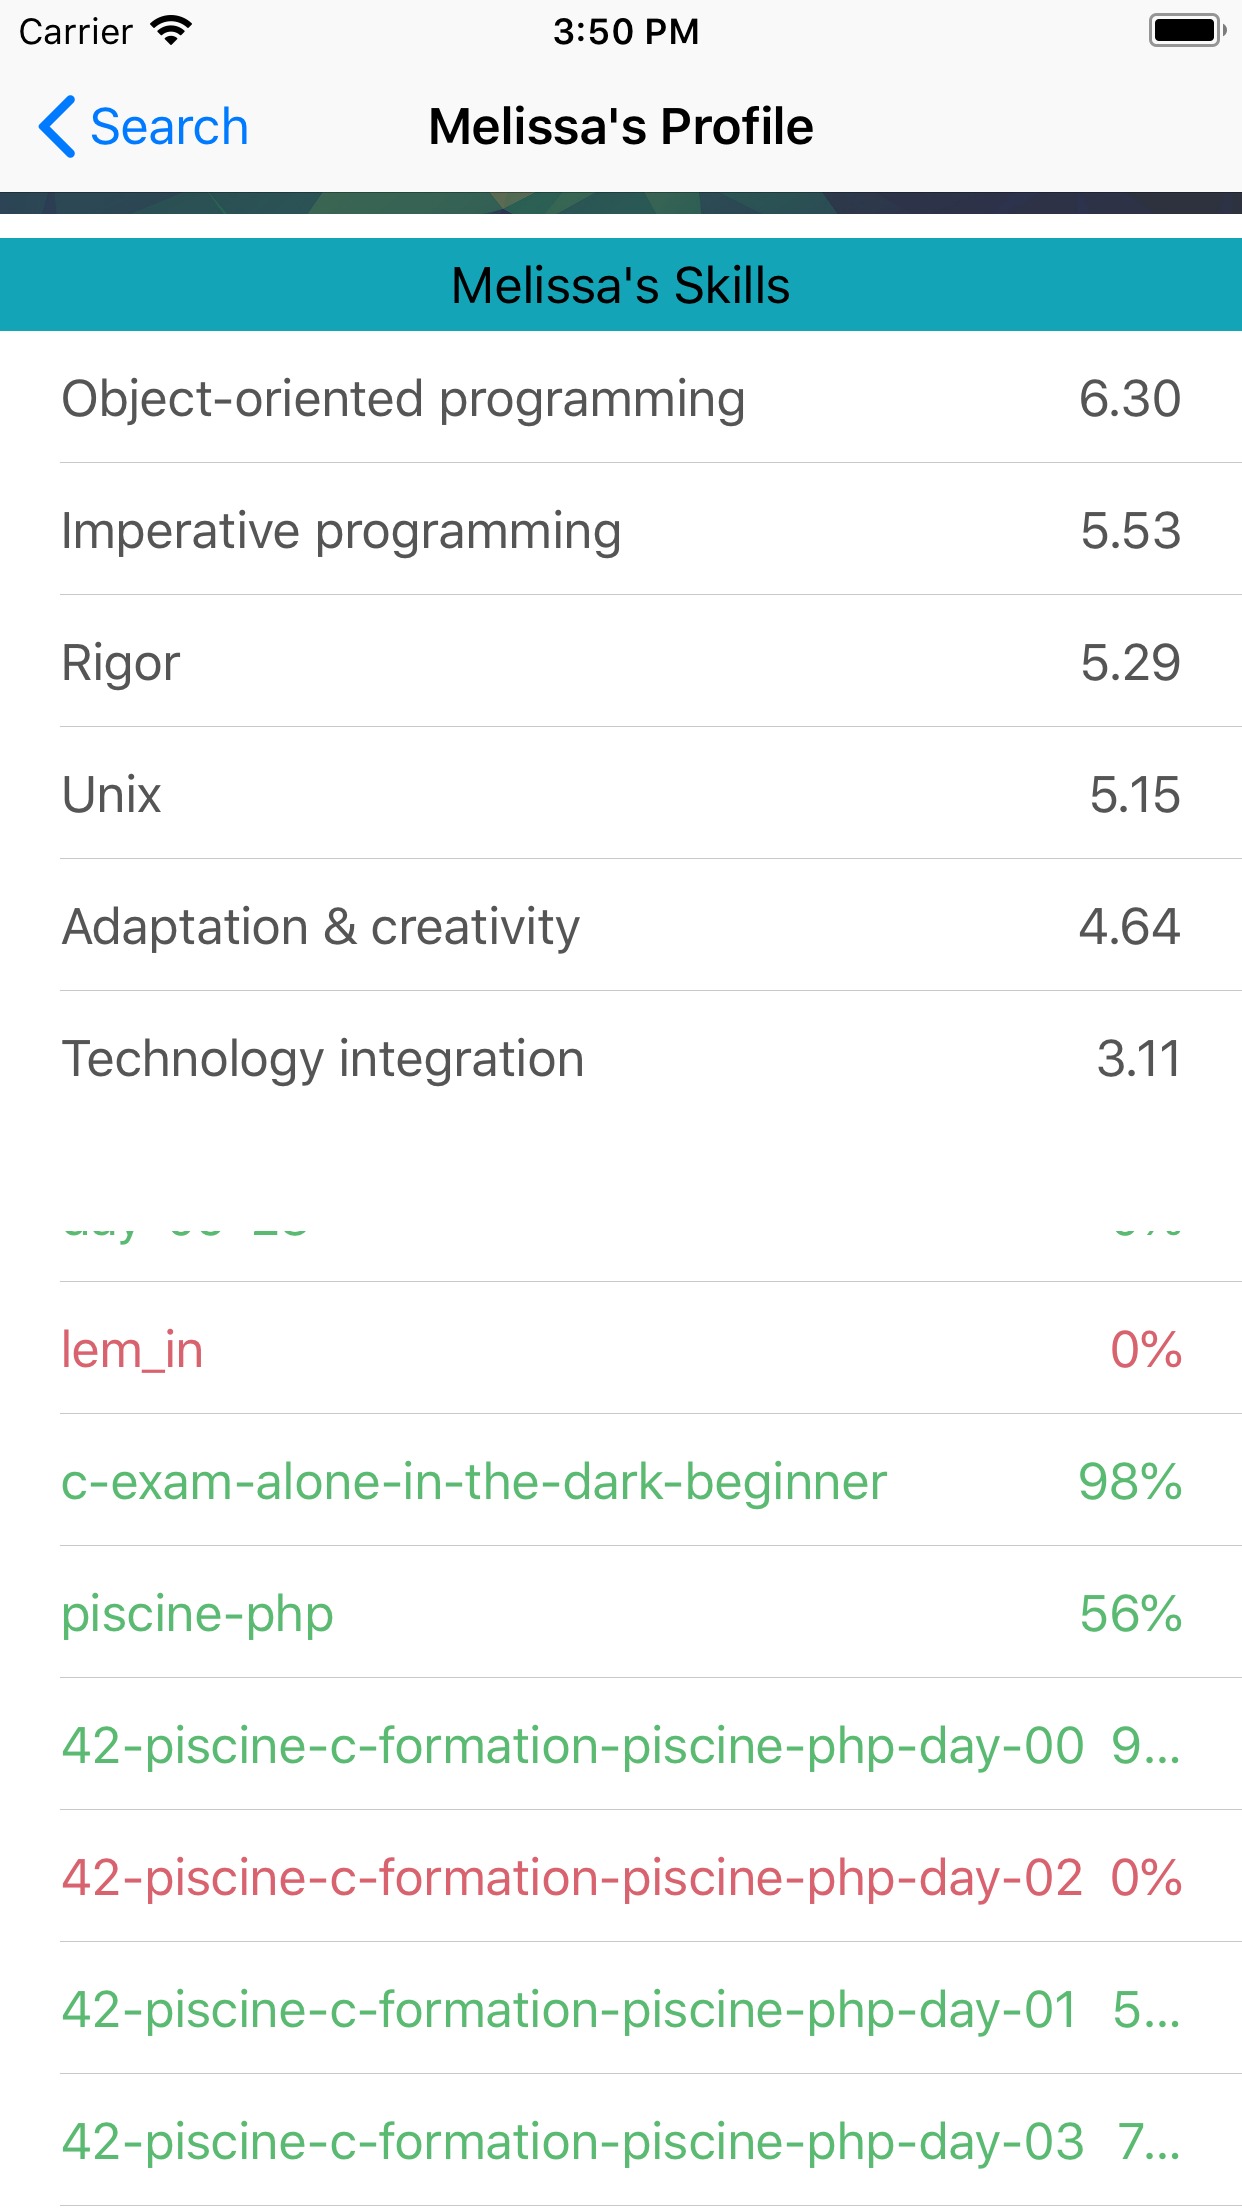 Carrier 3:50 PM
Search Melissa's Profile
Melissa's Skills
Object-oriented programming 6.30
Imperative programming 5.53
Rigor 5.29
Unix 5.15
Adaptation & creativity 4.64
Technology integration 3.11
lem_in 0%
c-exam-alone-in-the-dark-beginner 98%
piscine-php 56%
42-piscine-c-formation-piscine-php-day-00 9...
42-piscine-c-formation-piscine-php-day-02 0%
42-piscine-c-formation-piscine-php-day-01 5...
42-piscine-c-formation-piscine-php-day-03 7...